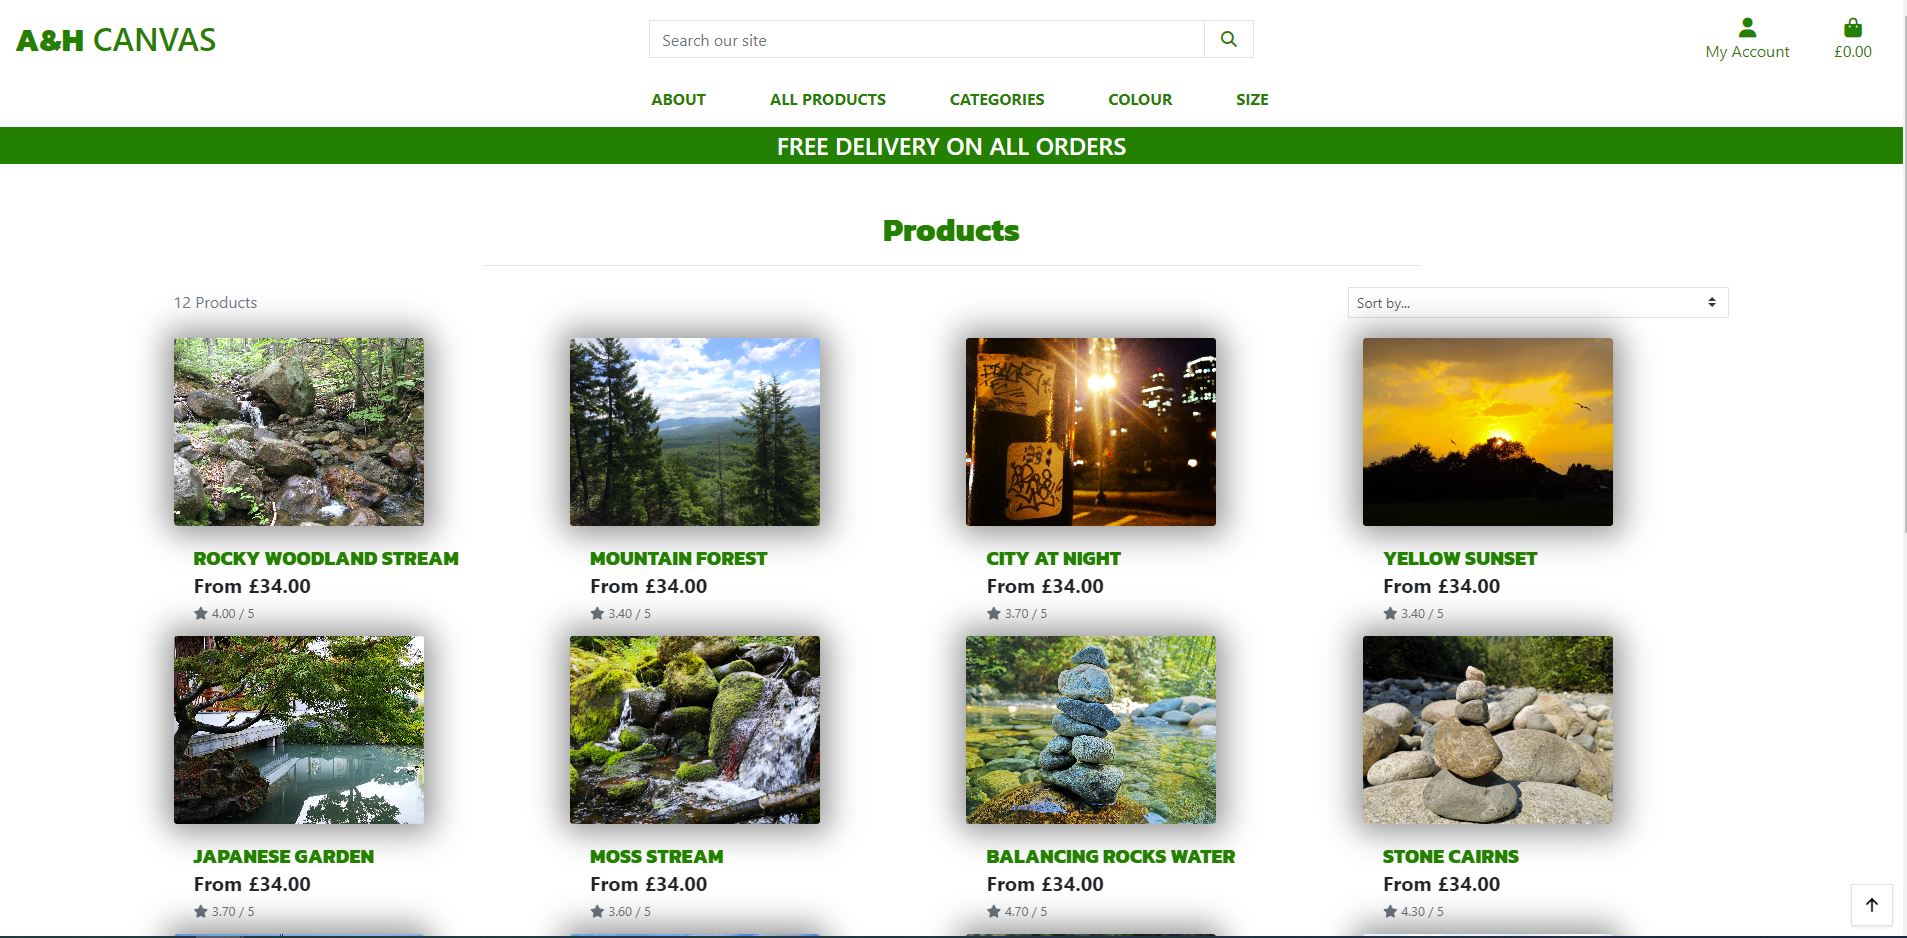 A&H CANVAS
Search our site
My Account
£0.00
ABOUT ALL PRODUCTS CATEGORIES COLOUR SIZE
FREE DELIVERY ON ALL ORDERS
Products
12 Products
Sort by...
ROCKY WOODLAND STREAM
From £34.00
4.00 / 5
MOUNTAIN FOREST
From £34.00
3.40 / 5
CITY AT NIGHT
From £34.00
3.70 / 5
YELLOW SUNSET
From £34.00
3.40 / 5
JAPANESE GARDEN
From £34.00
3.70 / 5
MOSS STREAM
From £34.00
3.60 / 5
BALANCING ROCKS WATER
From £34.00
4.70 / 5
STONE CAIRNS
From £34.00
4.30 / 5